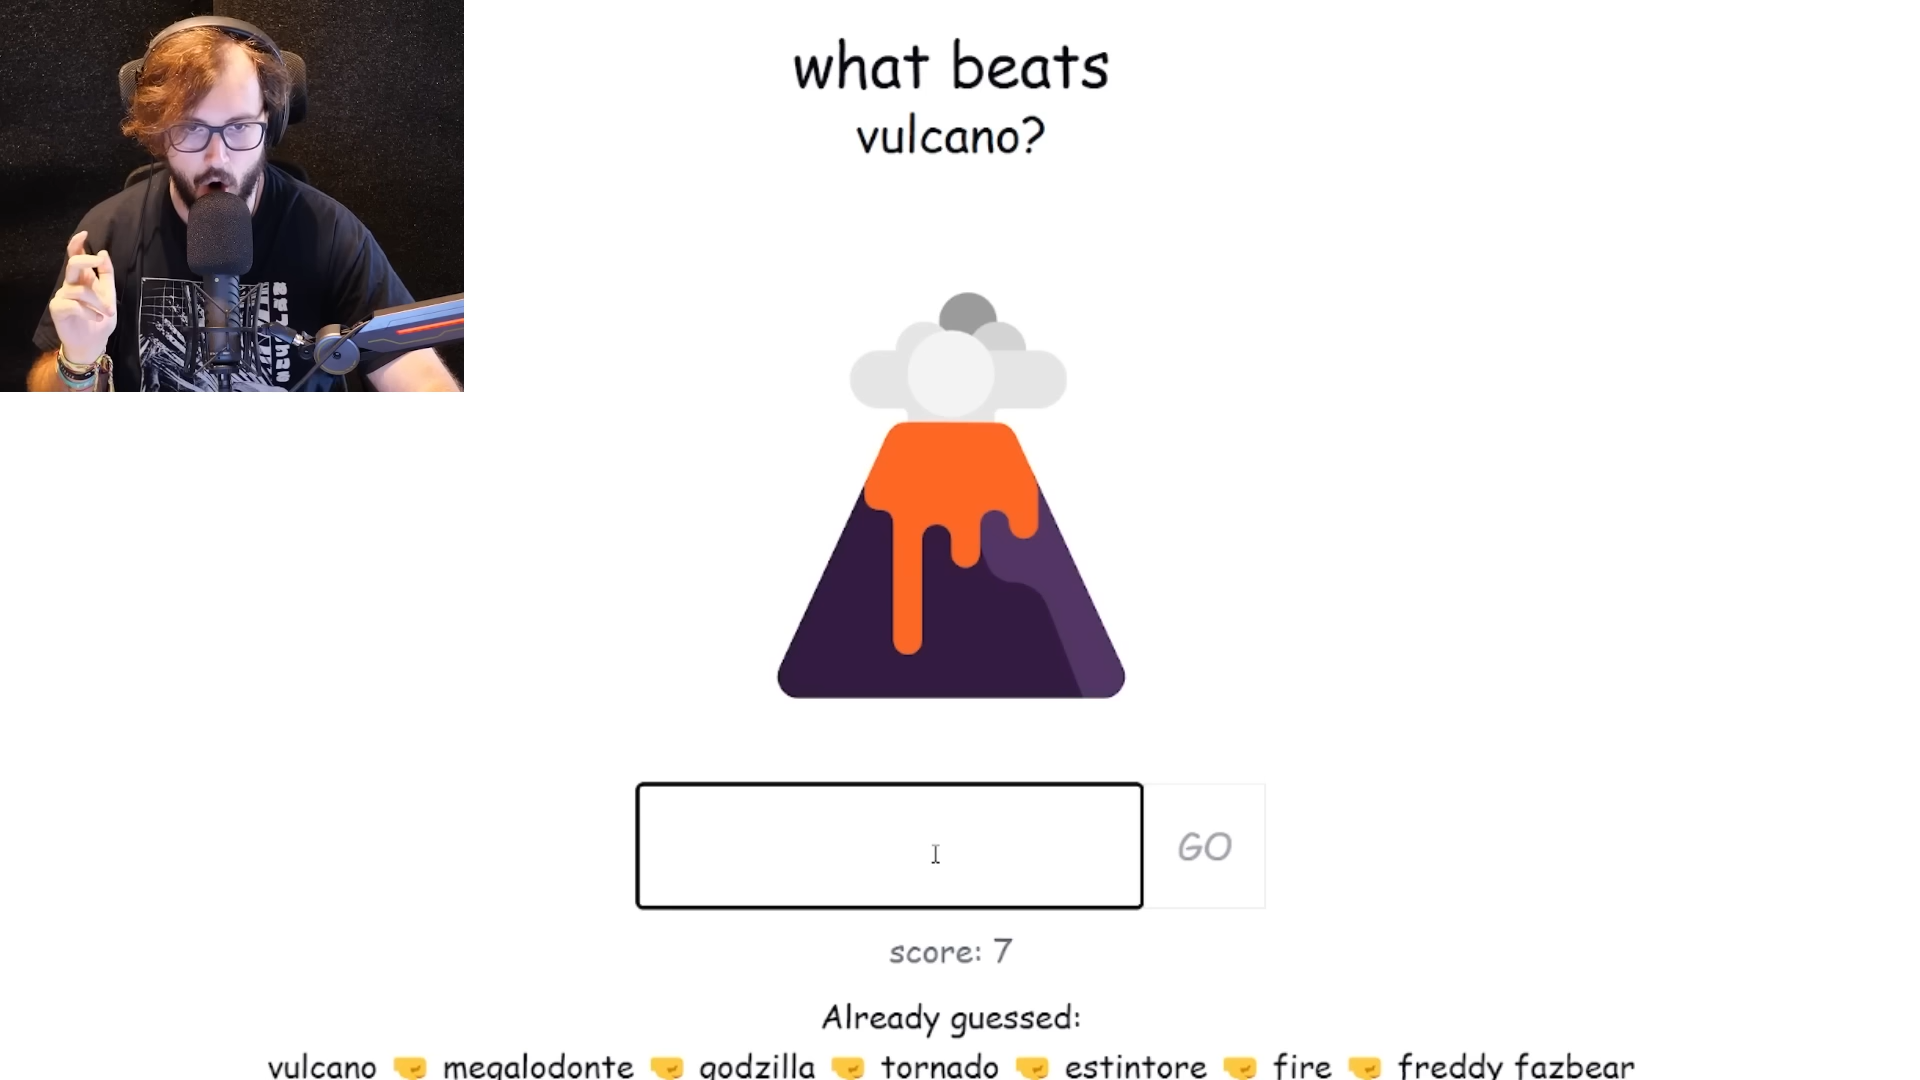 what beats
vulcano?
GO
score: 7
Already guessed:
vulcano 🤜 megalodonte 🤜 godzilla 🤜 tornado 🤜 estintore 🤜 fire 🤜 freddy fazbear